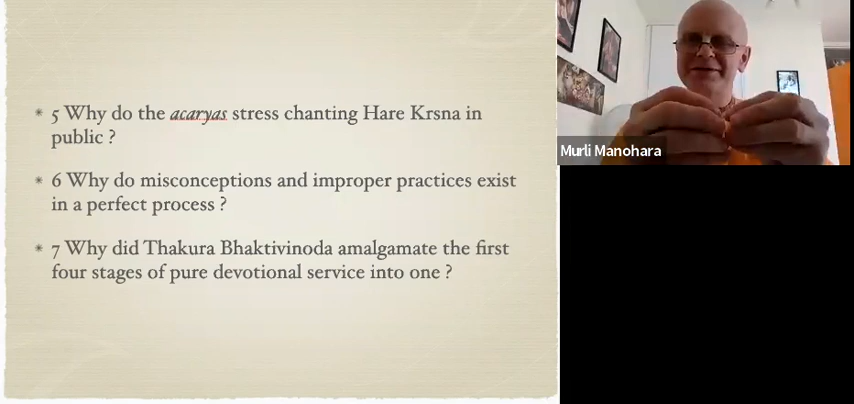 * 5 Why do the acaryas stress chanting Hare Krsna in
public ?
* 6 Why do misconceptions and improper practices exist
in a perfect process ?
* 7 Why did Thakura Bhaktivinoda amalgamate the first
four stages of pure devotional service into one ?
Murli Manohara